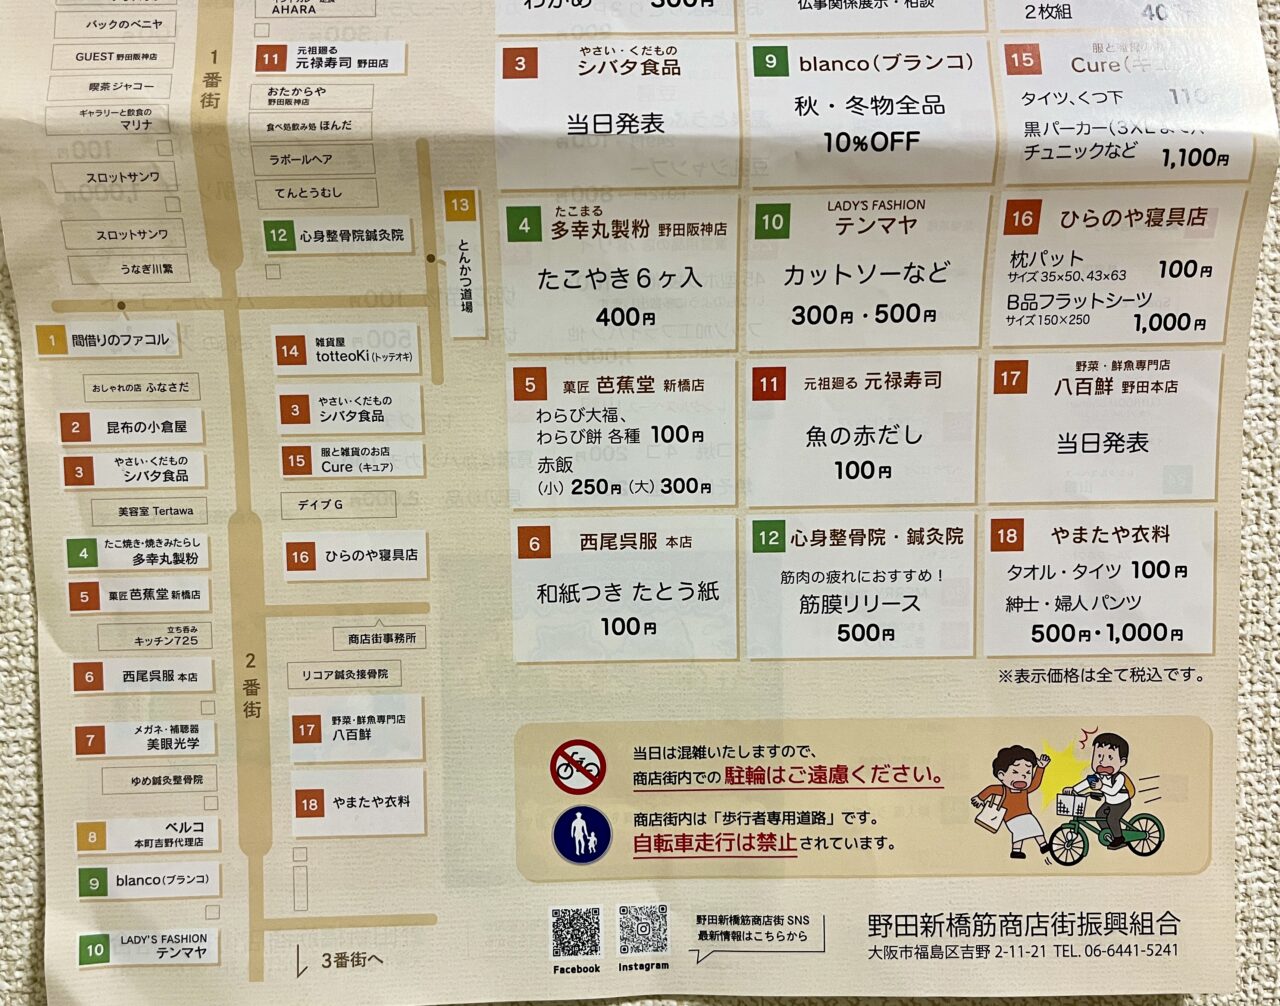 AHARA
バックのベニヤ
GUEST 野田阪神店
喫茶ジャコー
ギャラリーと飲食の
マリナ
スロットサンワ
スロットサンワ
うなぎ川繁
1番街
11 元祖廻る
元禄寿司 野田店
おたからや
野田阪神店
食べ処飲み処 ほんだ
ラポールヘア
てんとうむし
12 心身整骨院鍼灸院
13
とんかつ道場
1 間借りのファコル
おしゃれの店 ふなさだ
2 昆布の小倉屋
3 やさい・くだもの
シバタ食品
美容室 Tertawa
4 たこ焼き・焼きみたらし
多幸丸製粉
5 菓匠 芭蕉堂 新橋店
立ち呑み
キッチン725
6 西尾呉服 本店
7 メガネ・補聴器
美眼光学
ゆめ鍼灸整骨院
8 ベルコ
本町吉野代理店
9 blanco(ブランコ)
10 LADY'S FASHION
テンマヤ
2番街
14 雑貨屋
totteoKi(トッテオキ)
3 やさい・くだもの
シバタ食品
15 服と雑貨のお店
Cure (キュア)
デイブG
16 ひらのや寝具店
商店街事務所
リコア鍼灸接骨院
17 野菜・鮮魚専門店
八百鮮
18 やまたや衣料
3番街へ
わかめ 300円
仏事関係展示・相談
2枚組 40
3 やさい・くだもの
シバタ食品
当日発表
9 blanco(ブランコ)
秋・冬物全品
10%OFF
15
Cure(キュ
タイツ、くつ下 110
黒パーカー(3XLまで)、
チュニックなど 1,100円
4 たこまる
多幸丸製粉 野田阪神店
たこやき6ヶ入
400円
10 LADY'S FASHION
テンマヤ
カットソーなど
300円・500円
16 ひらのや寝具店
枕パット
サイズ35×50、43×63 100円
B品フラットシーツ
サイズ150×250 1,000円
5 菓匠 芭蕉堂 新橋店
わらび大福、
わらび餅 各種 100円
赤飯
(小) 250円 (大) 300円
11 元祖廻る 元禄寿司
魚の赤だし
100円
17 野菜・鮮魚専門店
八百鮮 野田本店
当日発表
6 西尾呉服 本店
和紙つき たとう紙
100円
12 心身整骨院・鍼灸院
筋肉の疲れにおすすめ！
筋膜リリース
500円
18 やまたや衣料
タオル・タイツ 100円
紳士・婦人パンツ
500円・1,000円
※表示価格は全て税込です。
当日は混雑いたしますので、
商店街内での 駐輪はご遠慮ください。
商店街内は「歩行者専用道路」です。
自転車走行は禁止されています。
Facebook
Instagram
野田新橋筋商店街 SNS
最新情報はこちらから
野田新橋筋商店街振興組合
大阪市福島区吉野 2-11-21 TEL. 06-6441-5241